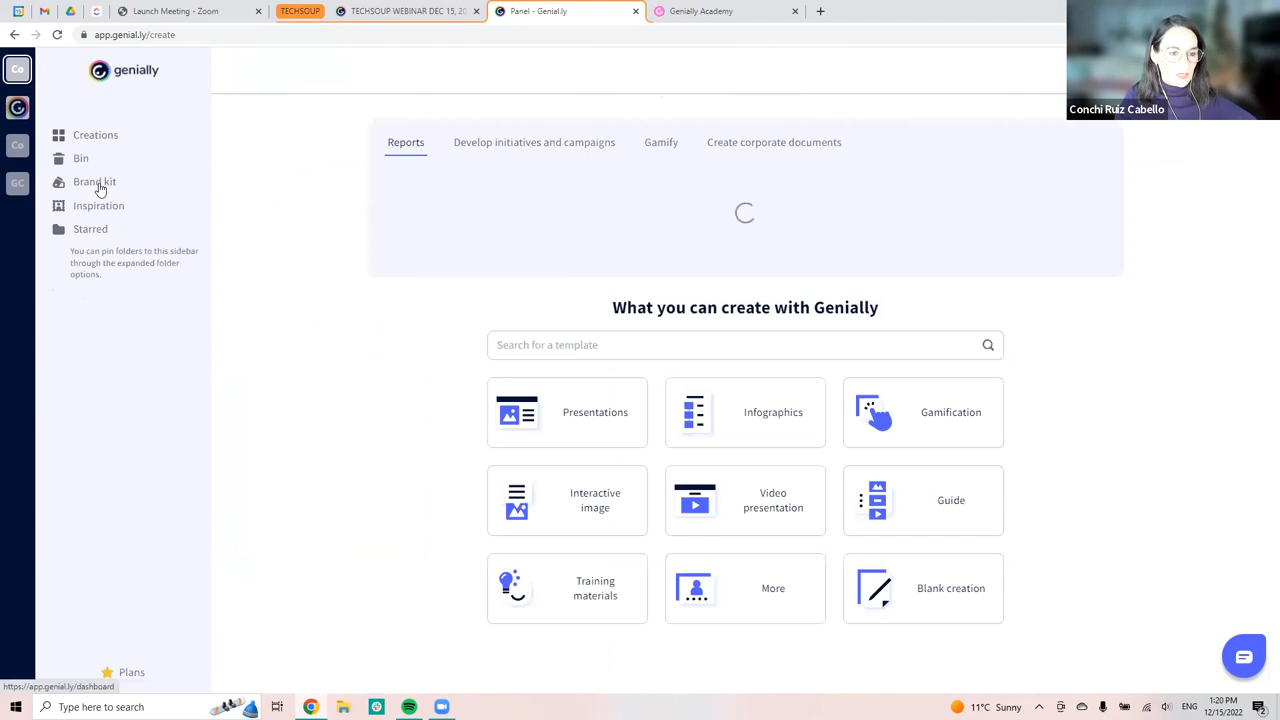 Launch Meeting - Zoom
TECHSOUP
TECHSOUP WEBINAR DEC 15, 20
Panel - Genial.ly
Genially Academy
app.genial.ly/create
Co
genially
Co
GC
Creations
Bin
Brand kit
Inspiration
Starred
You can pin folders to this sidebar
through the expanded folder
options.
Reports
Develop initiatives and campaigns
Gamify
Create corporate documents
Conchi Ruiz Cabello
What you can create with Genially
Search for a template
Presentations
Infographics
Gamification
Interactive
image
Video
presentation
Guide
Training
materials
More
Blank creation
Plans
https://app.genial.ly/dashboard
Type here to search
11°C Sunny
ENG
1:20 PM
12/15/2022
2